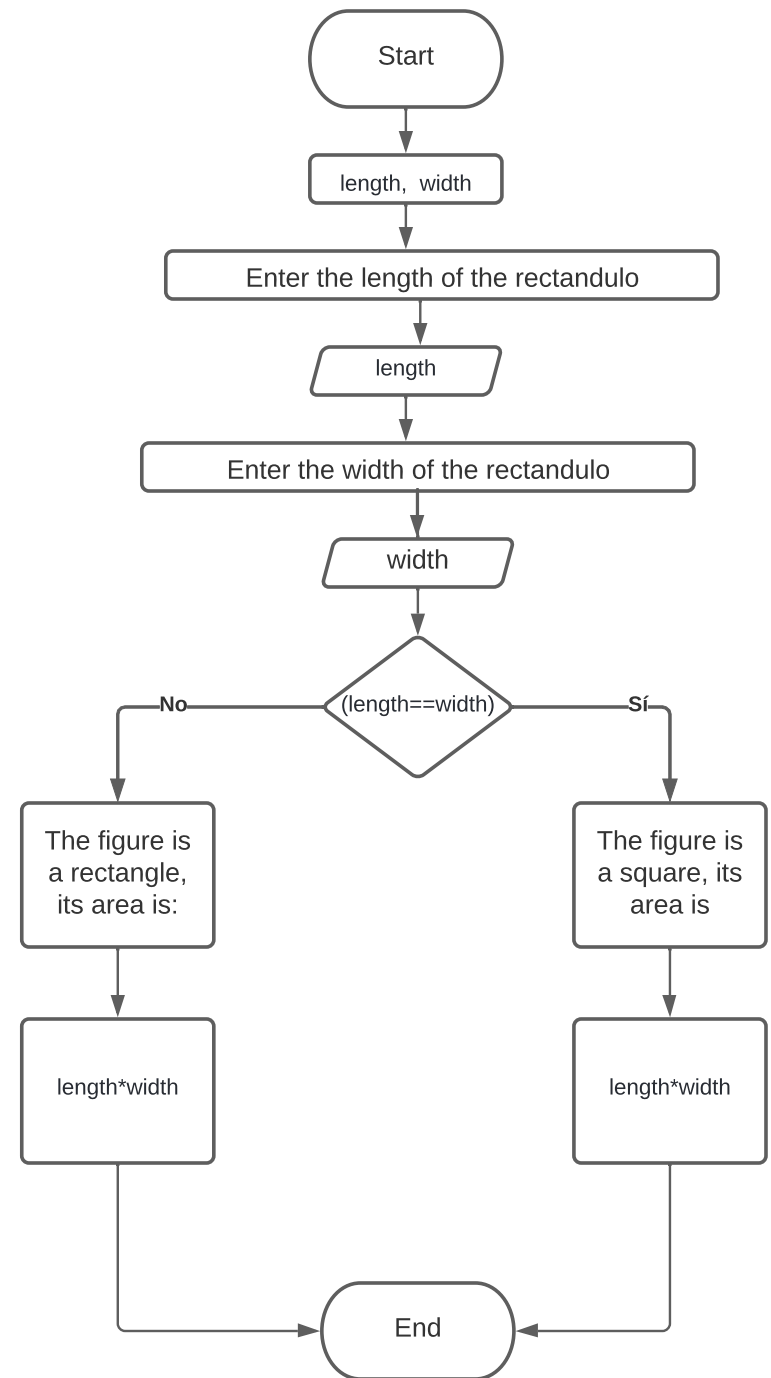 Start
length, width
Enter the length of the rectandulo
length
Enter the width of the rectandulo
width
(length==width)
No
Sí
The figure is
a rectangle,
its area is:
The figure is
a square, its
area is
length*width
length*width
End